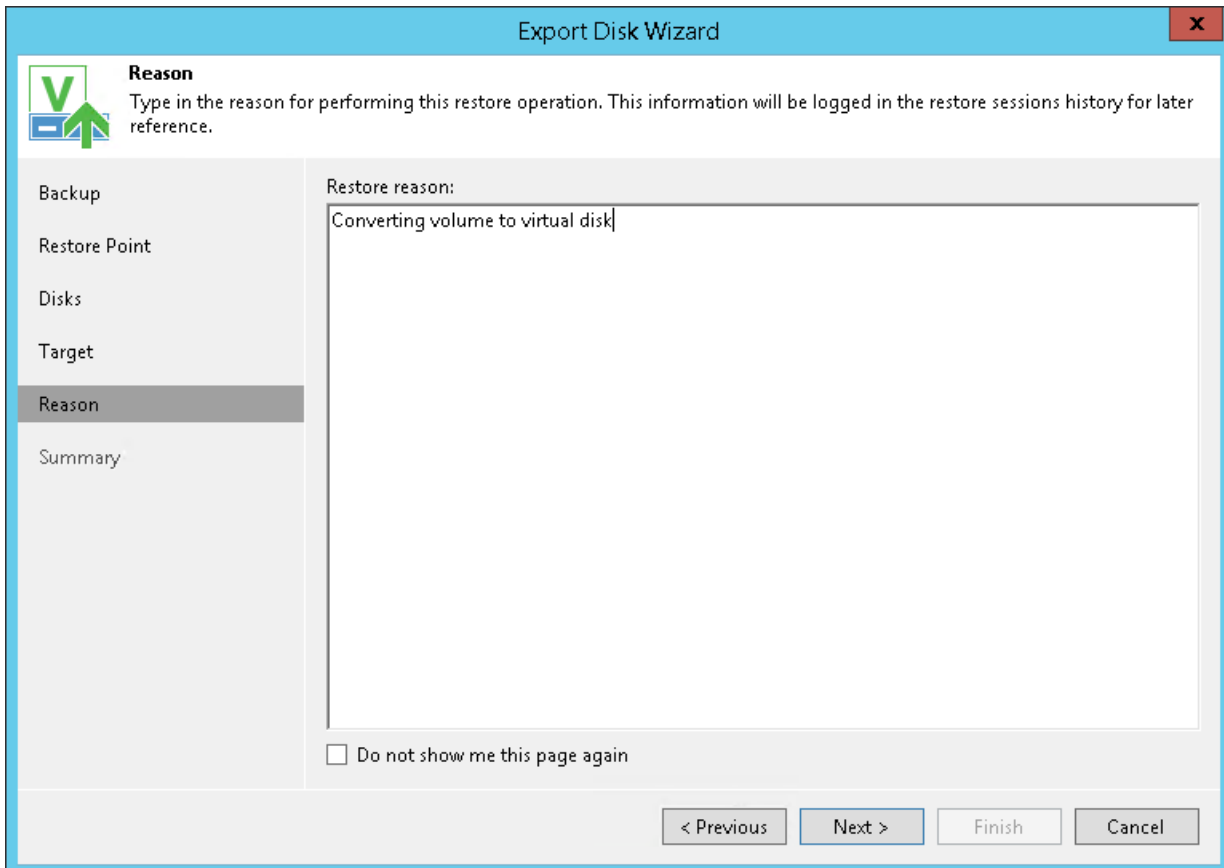 Export Disk Wizard
x
V
Reason
Type in the reason for performing this restore operation. This information will be logged in the restore sessions history for later
reference.
Backup
Restore Point
Disks
Target
Reason
Summary
Restore reason:
Converting volume to virtual disk
Do not show me this page again
< Previous
Next >
Finish
Cancel